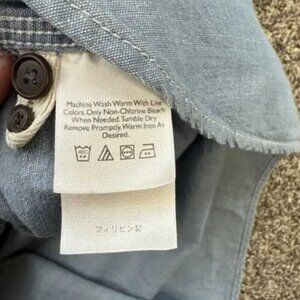 Machine Wash Warm With Like
Colors. Only Non-Chlorine Bleach
When Needed. Tumble Dry
Remove Promptly. Warm Iron As
Desired.
フィリピン製